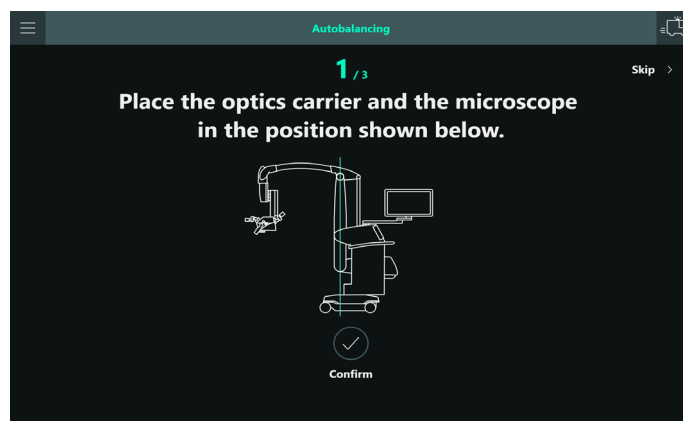 Autobalancing
1 / 3
Skip
Place the optics carrier and the microscope
in the position shown below.
Confirm